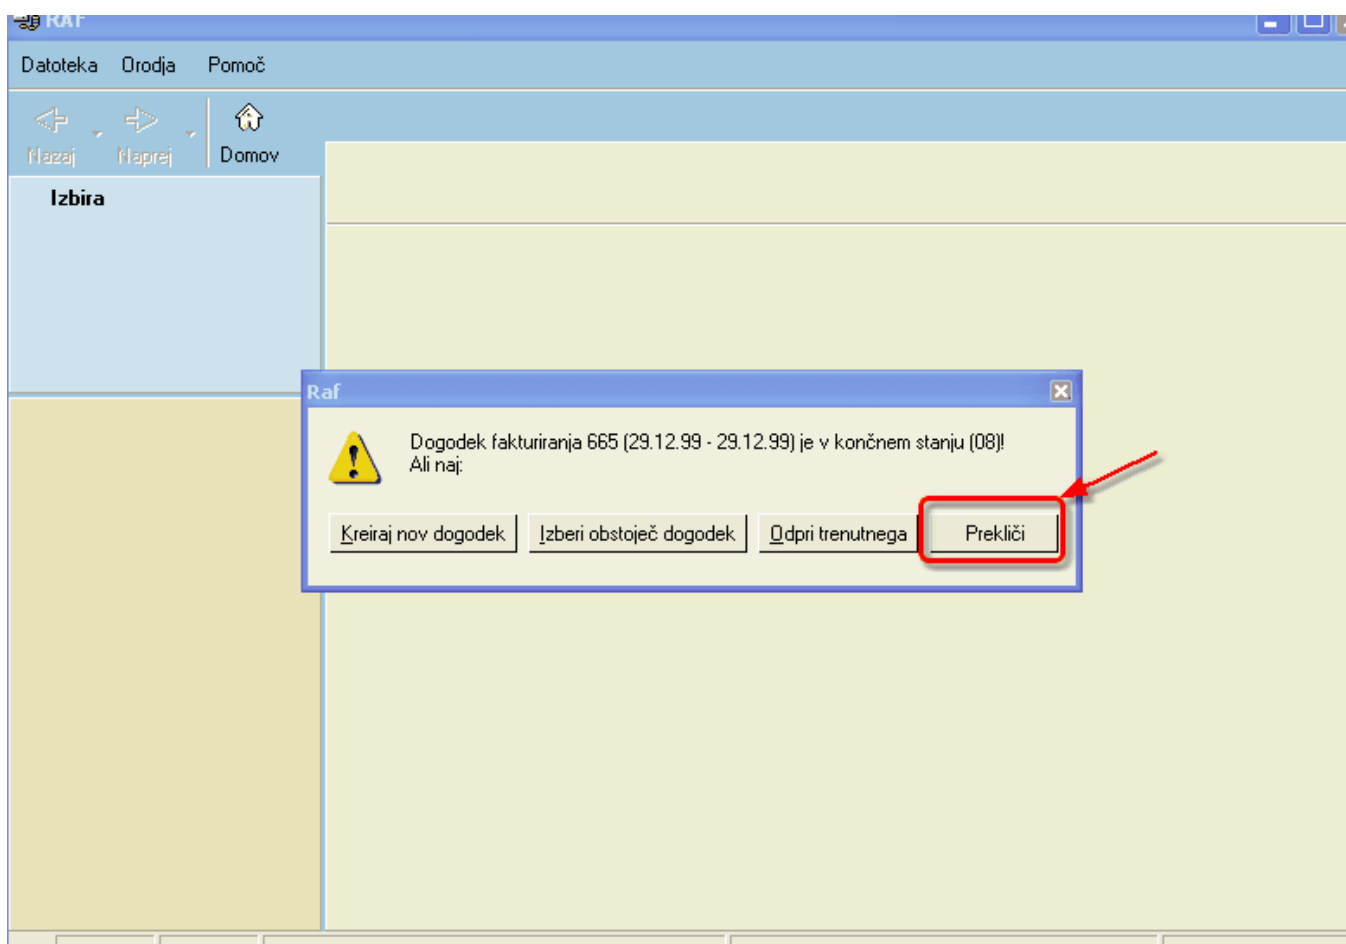 RAF
Datoteka Orodja Pomoč
Nazaj Naprej Domov
Izbira
Raf
Dogodek fakturiranja 665 (29.12.99 - 29.12.99) je v končnem stanju (08)!
Ali naj:
Kreiraj nov dogodek Izberi obstoječ dogodek Odpri trenutnega Prekliči